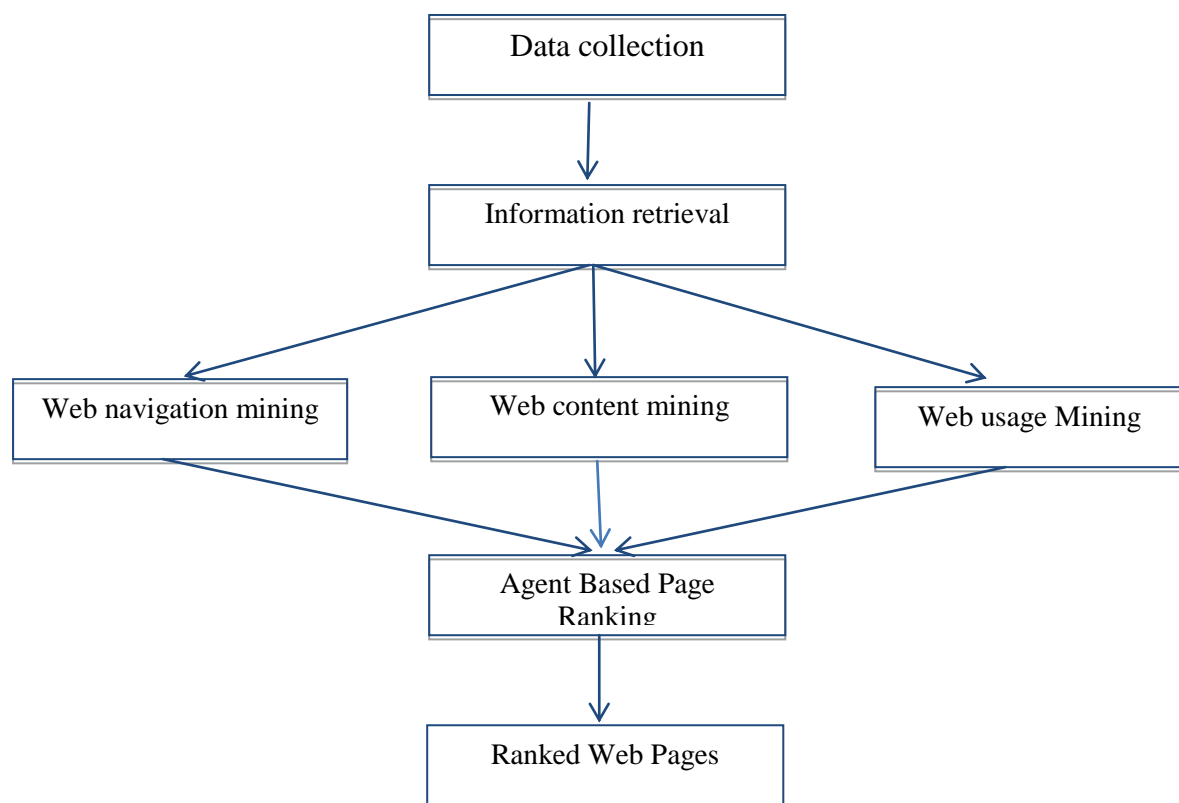 Data collection
Information retrieval
Web navigation mining
Web content mining
Web usage Mining
Agent Based Page
Ranking
Ranked Web Pages